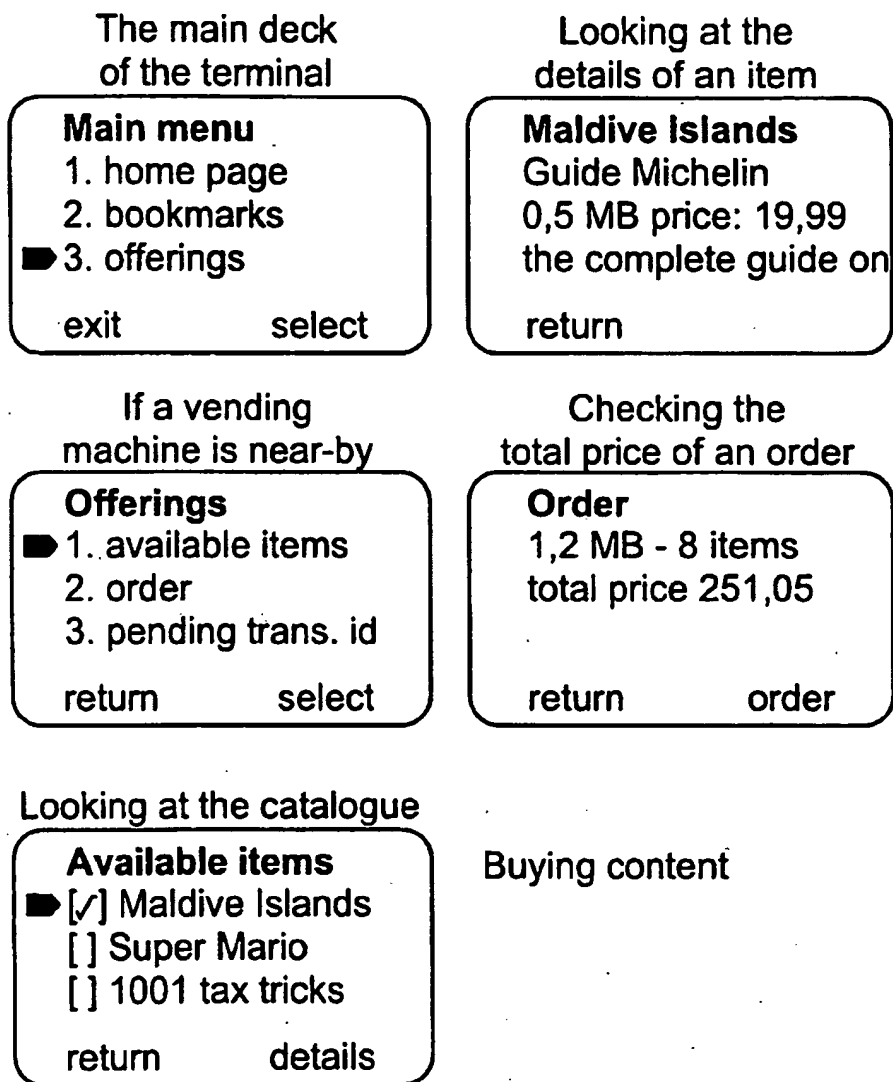 The main deck
of the terminal
Main menu
1. home page
2. bookmarks
3. offerings
exit select
If a vending
machine is near-by
Offerings
1. available items
2. order
3. pending trans. id
return select
Looking at the catalogue
Available items
[✓] Maldive Islands
[ ] Super Mario
[ ] 1001 tax tricks
return details
Looking at the
details of an item
Maldive Islands
Guide Michelin
0,5 MB price: 19,99
the complete guide on
return
Checking the
total price of an order
Order
1,2 MB - 8 items
total price 251,05
return order
Buying content